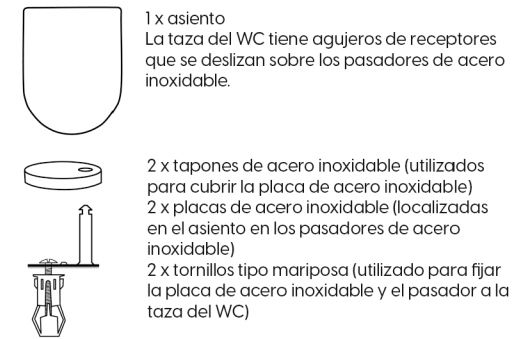 1 x asiento
La taza del WC tiene agujeros de receptores
que se deslizan sobre los pasadores de acero
inoxidable.
2 x tapones de acero inoxidable (utilizados
para cubrir la placa de acero inoxidable)
2 x placas de acero inoxidable (localizadas
en el asiento en los pasadores de acero
inoxidable)
2 x tornillos tipo mariposa (utilizado para fijar
la placa de acero inoxidable y el pasador a la
taza del WC)